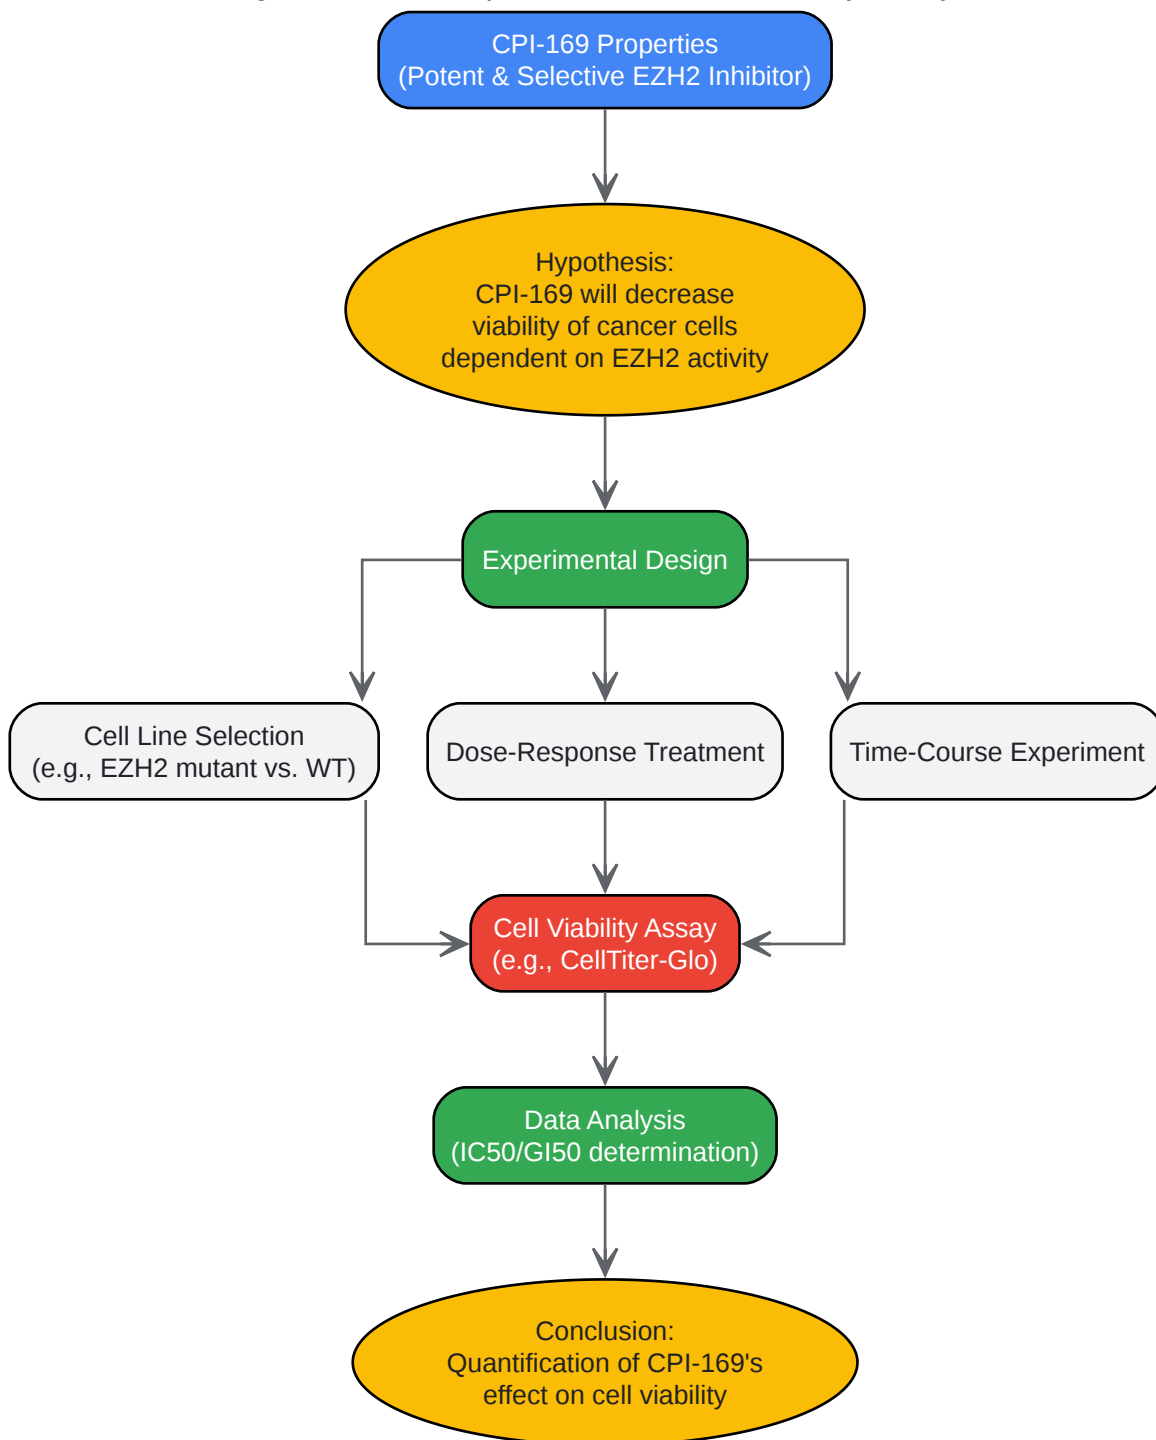 CPI-169 Properties
(Potent & Selective EZH2 Inhibitor)
Hypothesis:
CPI-169 will decrease
viability of cancer cells
dependent on EZH2 activity
Experimental Design
Cell Line Selection
(e.g., EZH2 mutant vs. WT)
Dose-Response Treatment
Time-Course Experiment
Cell Viability Assay
(e.g., CellTiter-Glo)
Data Analysis
(IC50/GI50 determination)
Conclusion:
Quantification of CPI-169's
effect on cell viability